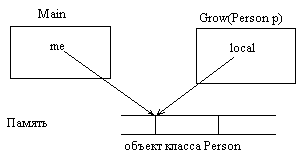 Main
Grow(Person p)
me
local
Память
объект класса Person